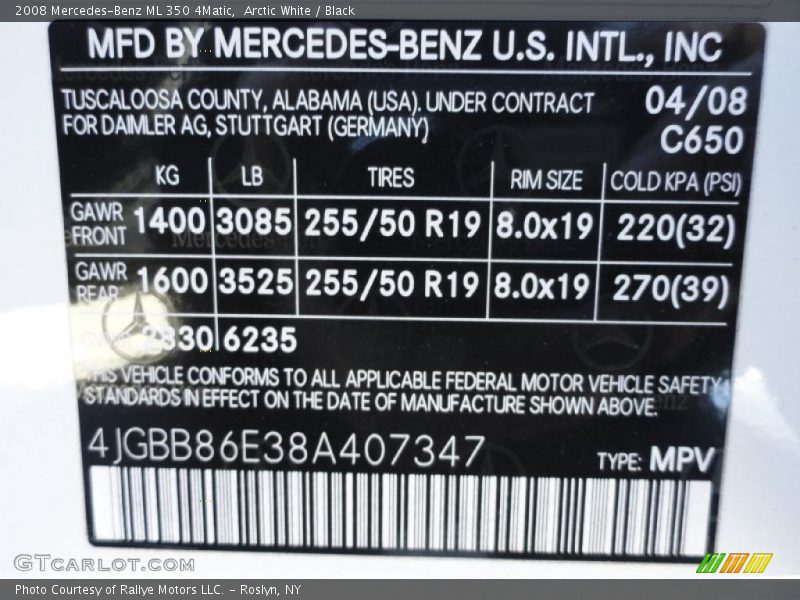 2008 Mercedes-Benz ML 350 4Matic,  Arctic White / Black
MFD BY MERCEDES-BENZ U.S. INTL., INC
TUSCALOOSA COUNTY, ALABAMA (USA). UNDER CONTRACT 04/08
FOR DAIMLER AG, STUTTGART (GERMANY) C650
KG LB TIRES RIM SIZE COLD KPA (PSI)
GAWR FRONT 1400 3085 255/50 R19 8.0x19 220(32)
GAWR REAR 1600 3525 255/50 R19 8.0x19 270(39)
2830 6235
THIS VEHICLE CONFORMS TO ALL APPLICABLE FEDERAL MOTOR VEHICLE SAFETY
STANDARDS IN EFFECT ON THE DATE OF MANUFACTURE SHOWN ABOVE.
4JGBB86E38A407347 TYPE: MPV
GTCARLOT.COM
Photo Courtesy of Rallye Motors LLC. - Roslyn, NY